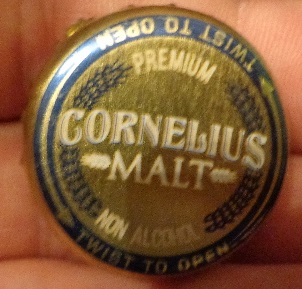 TWIST TO OPEN
PREMIUM
CORNELIUS
MALT
NON ALCOHOL
TWIST TO OPEN